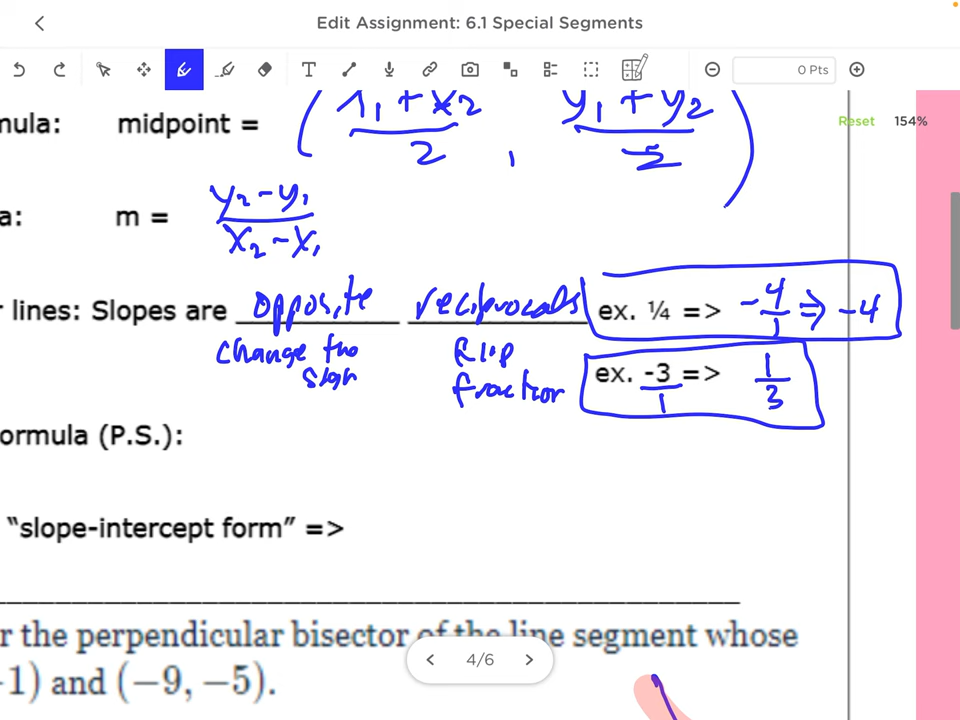 Edit Assignment: 6.1 Special Segments
T 0 Pts
Reset 154%
mula: midpoint = ( x₁ + x₂ / 2 , y₁ + y₂ / 2 )
a: m = y₂ - y₁ / x₂ - x₁
r lines: Slopes are opposite reciprocals ex. ¼ => -4/1 ⇒ -4
change the sign flip fraction ex. -3/1 => 1/3
ormula (P.S.):
"slope-intercept form" =>
r the perpendicular bisector of the line segment whose
-1) and (−9, −5).
4/6